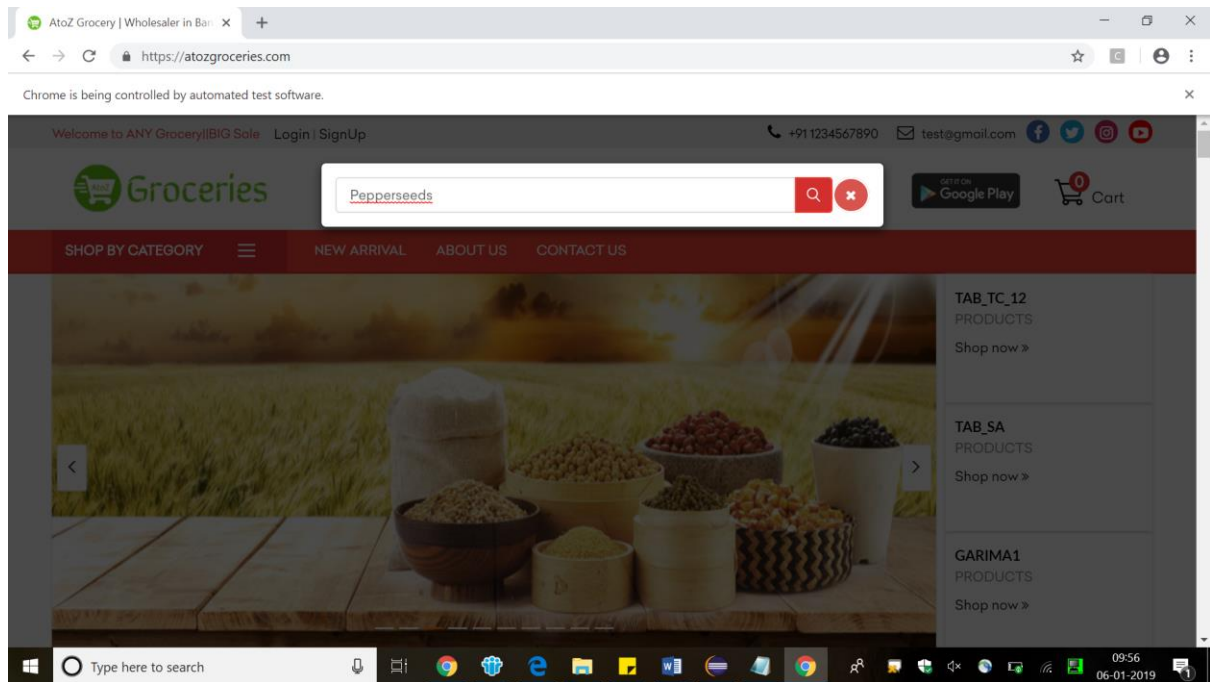 AtoZ Grocery | Wholesaler in Ban
https://atozgroceries.com
Chrome is being controlled by automated test software.
Welcome to ANY Grocery||BIG Sale. Login | SignUp
+91 1234567890 test@gmail.com
AtoZ Groceries
Pepperseeds
GET IT ON
Google Play
0
Cart
SHOP BY CATEGORY NEW ARRIVAL ABOUT US CONTACT US
TAB_TC_12
PRODUCTS
Shop now »
TAB_SA
PRODUCTS
Shop now »
GARIMA1
PRODUCTS
Shop now »
Type here to search
09:56
06-01-2019
1